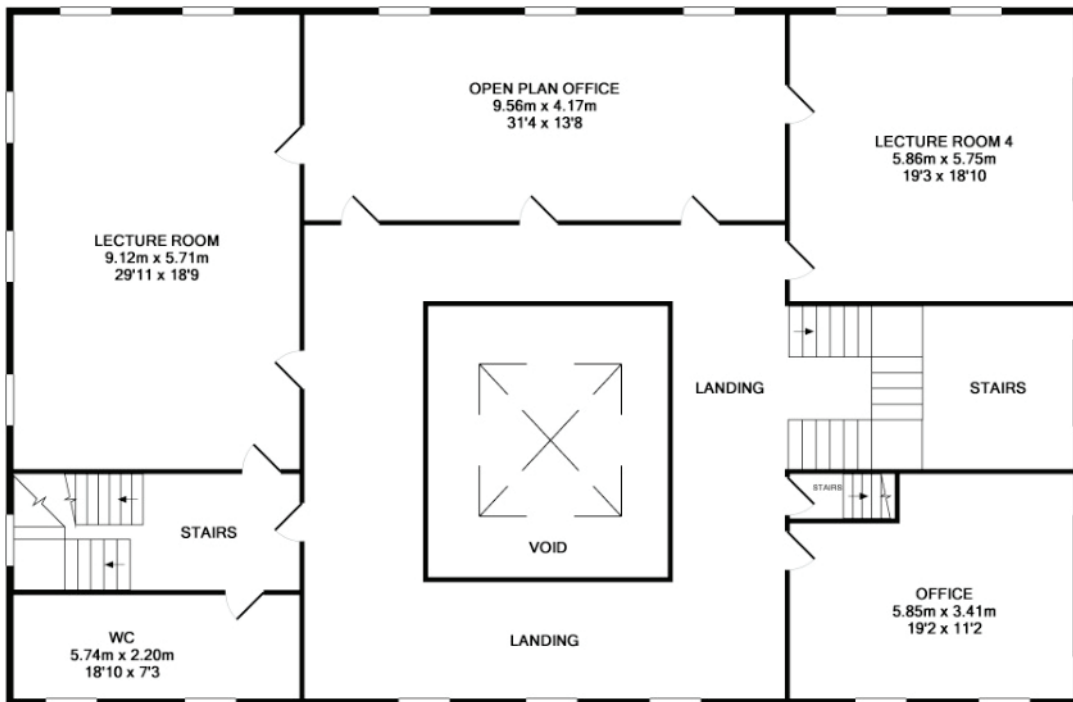 OPEN PLAN OFFICE
9.56m x 4.17m
31'4 x 13'8
LECTURE ROOM 4
5.86m x 5.75m
19'3 x 18'10
LECTURE ROOM
9.12m x 5.71m
29'11 x 18'9
LANDING
STAIRS
STAIRS
STAIRS
VOID
OFFICE
5.85m x 3.41m
19'2 x 11'2
WC
5.74m x 2.20m
18'10 x 7'3
LANDING